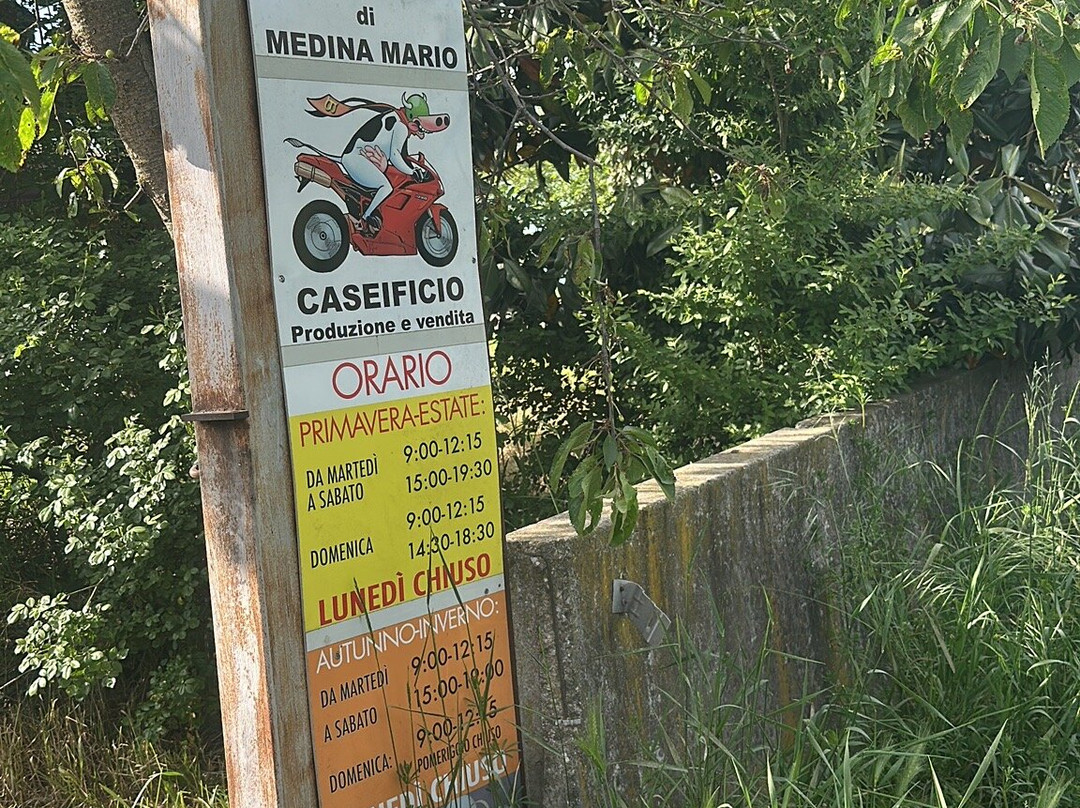 di
MEDINA MARIO
CASEIFICIO
Produzione e vendita
ORARIO
PRIMAVERA-ESTATE:
DA MARTEDÌ
A SABATO
9:00-12:15
15:00-19:30
DOMENICA
9:00-12:15
14:30-18:30
LUNEDÌ CHIUSO
AUTUNNO-INVERNO:
DA MARTEDÌ
A SABATO
9:00-12:15
15:00-19:00
DOMENICA:
9:00-12:15
POMERIGGIO CHIUSO
LUNEDÌ CHIUSO